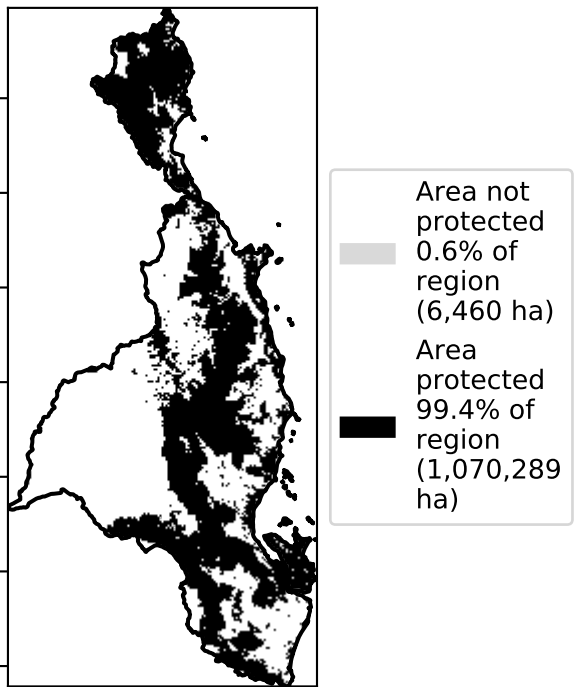 Area not
protected
0.6% of
region
(6,460 ha)
Area
protected
99.4% of
region
(1,070,289
ha)